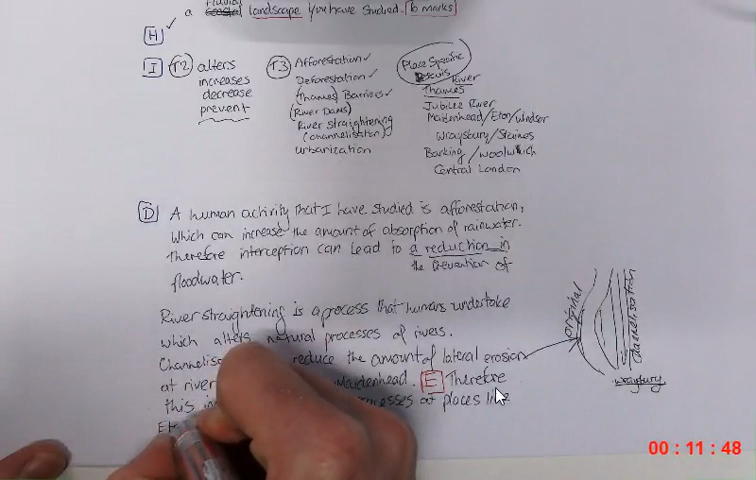 a landscape you have studied. [6 marks]
H
I T2 alters
increases
decrease
prevent
T3 Afforestation
Deforestation
(Thames) Barriers
(River Dams)
River straightening
(channelisation)
urbanization
Place Specific
River
Thames
Jubilee River
Maidenhead/Eton/Windsor
Wraysbury/Staines
Barking/Woolwich
Central London
D A human activity that I have studied is afforestation,
which can increase the amount of absorption of rainwater.
Therefore interception can lead to a reduction in
the prevention of
floodwater.
River straightening is a process that humans undertake
which alters natural processes of rivers.
reduce the amount of lateral erosion
at river Maidenhead. E Therefore
this at places like
original
channelisation
wraysbury
00:11:48